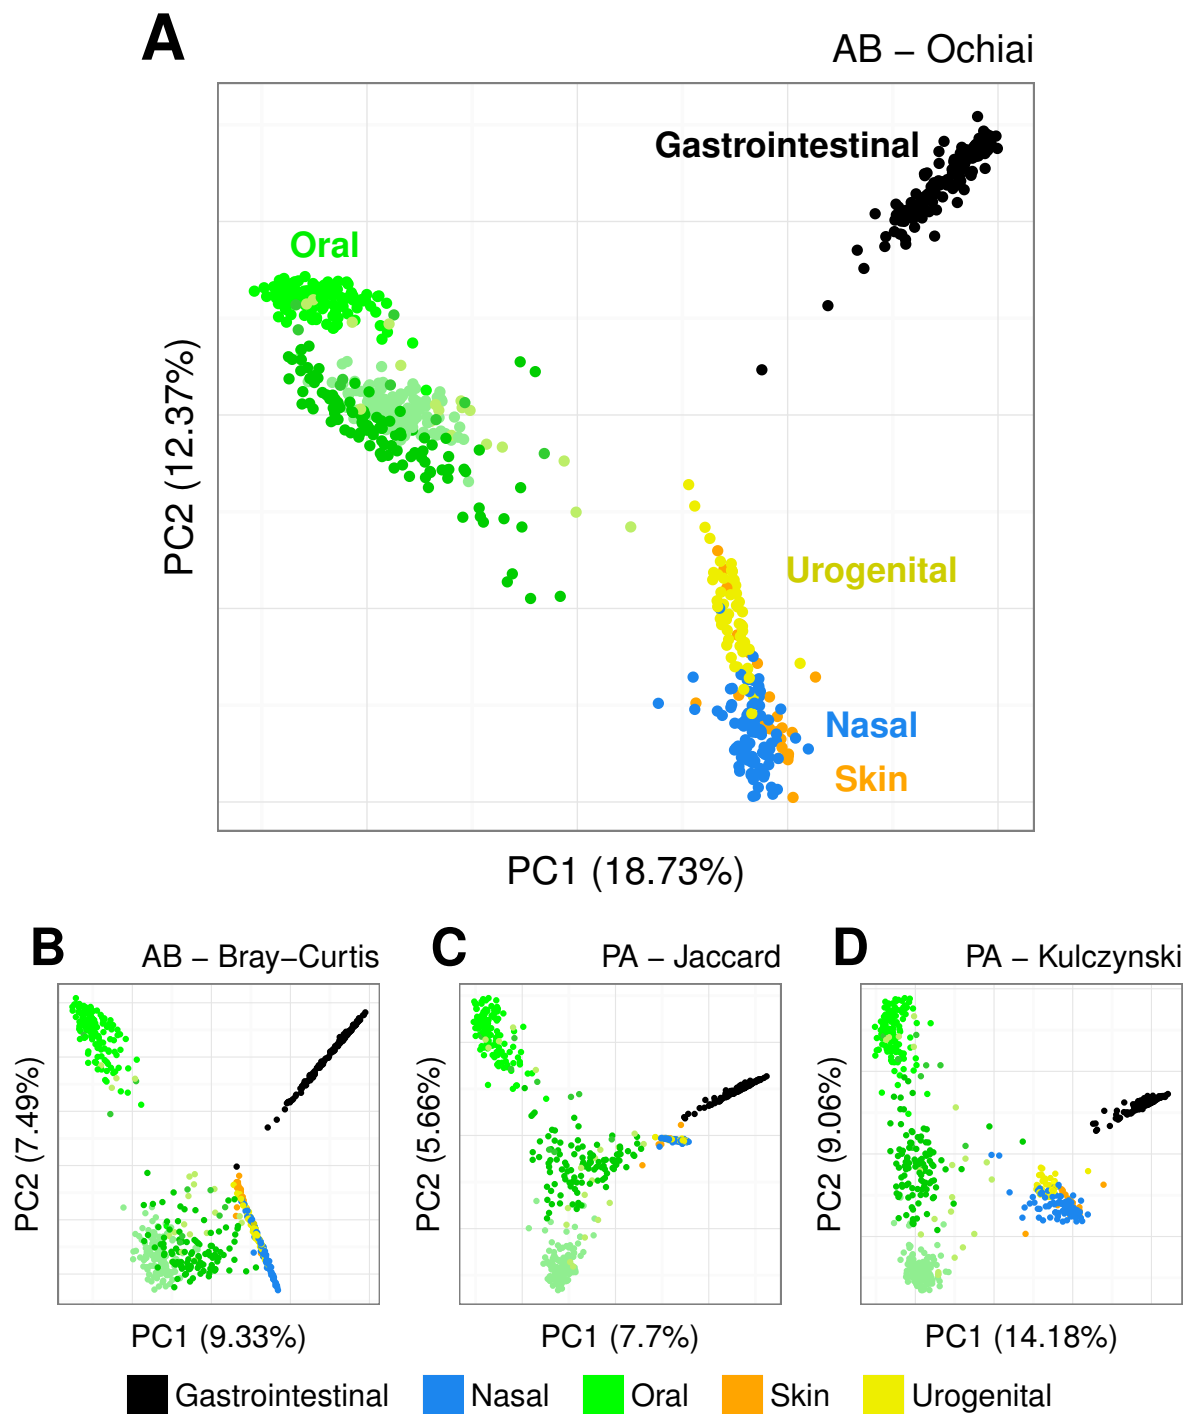 A
AB − Ochiai
Gastrointestinal
Oral
Urogenital
Nasal
Skin
PC2 (12.37%)
PC1 (18.73%)
B
AB − Bray−Curtis
PC2 (7.49%)
PC1 (9.33%)
C
PA − Jaccard
PC2 (5.66%)
PC1 (7.7%)
D
PA − Kulczynski
PC2 (9.06%)
PC1 (14.18%)
Gastrointestinal Nasal Oral Skin Urogenital